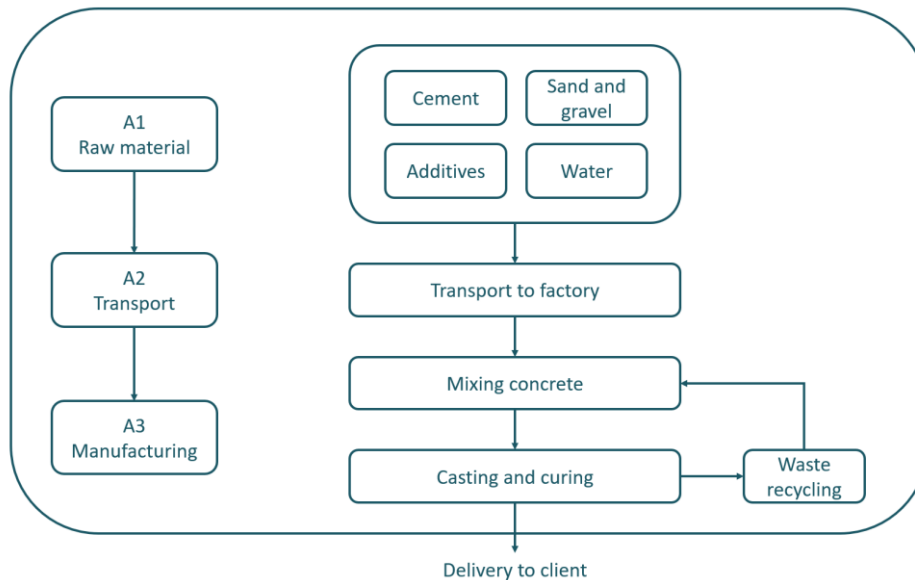 A1
Raw material
A2
Transport
A3
Manufacturing
Cement
Sand and
gravel
Additives
Water
Transport to factory
Mixing concrete
Casting and curing
Waste
recycling
Delivery to client